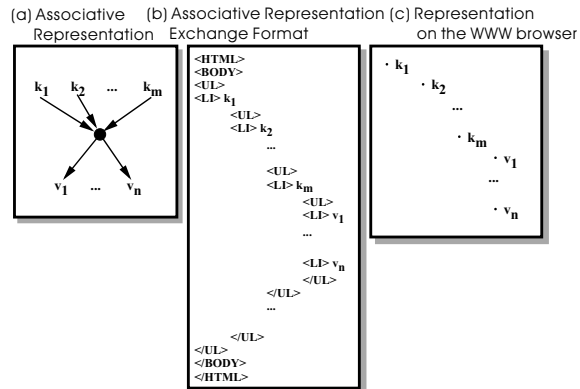 (a) Associative Representation
(b) Associative Representation Exchange Format
(c) Representation on the WWW browser
k1 k2 ... km
v1 ... vn
<HTML>
<BODY>
<UL>
<LI> k1
<UL>
<LI> k2
...
<UL>
<LI> km
<UL>
<LI> v1
...
<LI> vn
</UL>
</UL>
...
</UL>
</UL>
</BODY>
</HTML>
· k1
· k2
...
· km
· v1
...
· vn